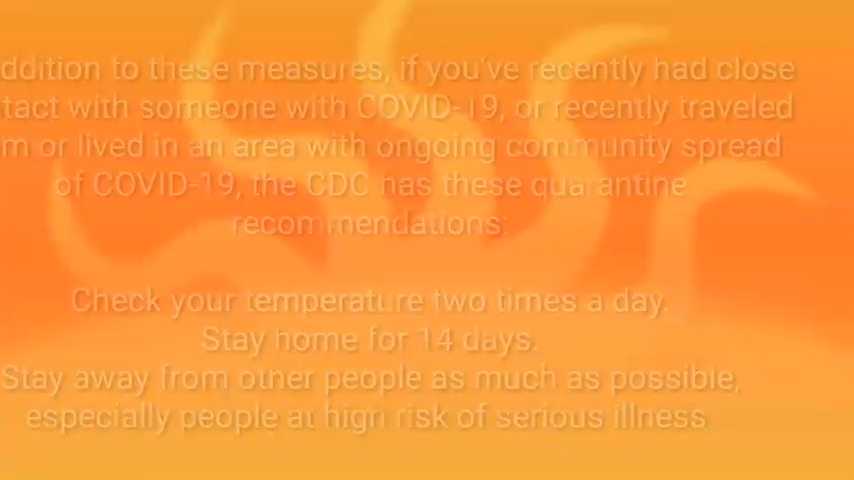 ddition to these measures, if you've recently had close
tact with someone with COVID-19, or recently traveled
m or lived in an area with ongoing community spread
of COVID-19, the CDC has these quarantine
recommendations:
Check your temperature two times a day.
Stay home for 14 days.
Stay away from other people as much as possible,
especially people at high risk of serious illness